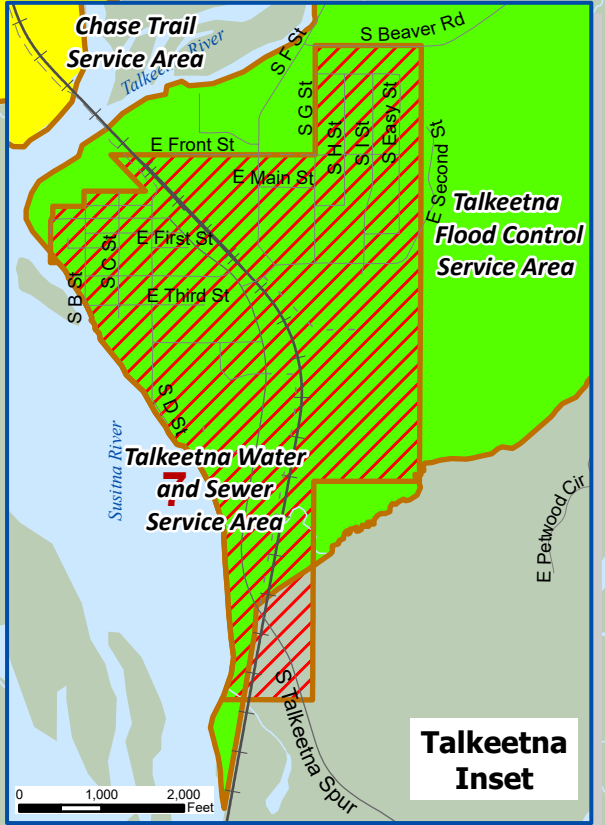 Chase Trail
Service Area
Talkeetna River
S F St
S Beaver Rd
S G St
S H St
S I St
S Easy St
E Second St
E Front St
E Main St
Talkeetna
Flood Control
Service Area
E First St
S C St
S B St
E Third St
S D St
Susitna River
Talkeetna Water
7
and Sewer
Service Area
E Petwood Cir
S Talkeetna Spur
Talkeetna
Inset
0 1,000 2,000
Feet